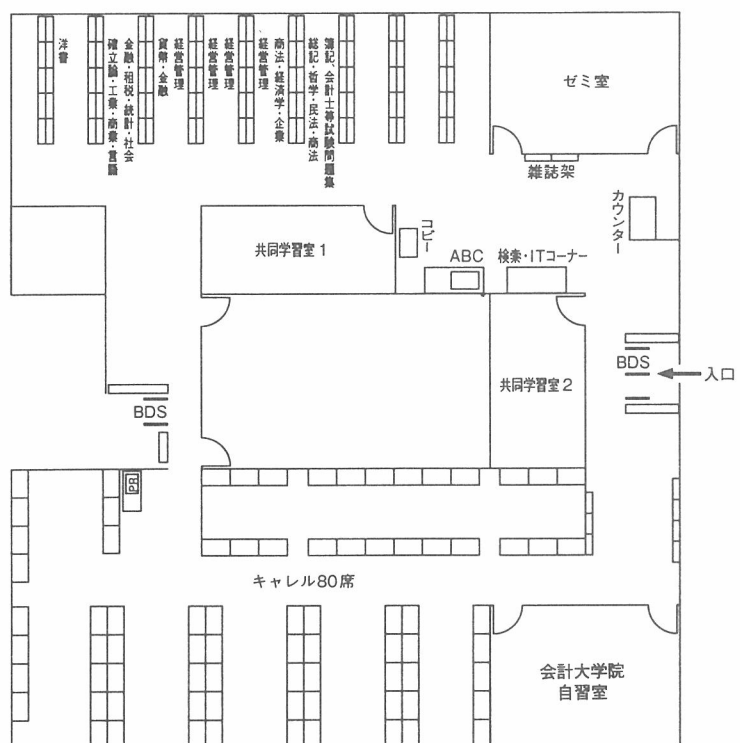 洋書
確立論・工業・商業・言語
金融・租税・統計・社会
貨幣・金融
経営管理
経営管理
経営管理
経営管理
商法・経済学・企業
総記・哲学・民法・商法
簿記、会計士等試験問題集
ゼミ室
雑誌架
カウンター
コピー
共同学習室1
ABC
検索・ITコーナー
BDS
入口
共同学習室2
BDS
PR
キャレル80席
会計大学院
自習室